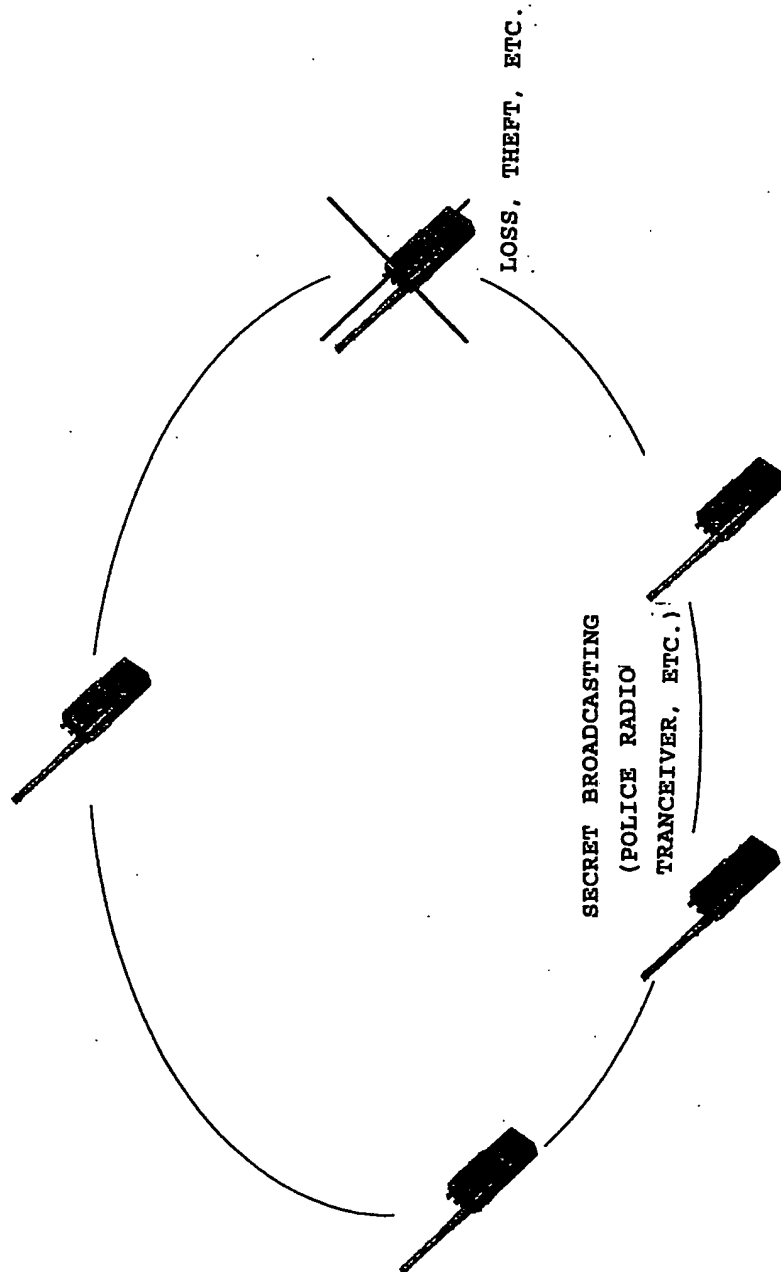 LOSS, THEFT, ETC.
SECRET BROADCASTING
(POLICE RADIO
TRANCEIVER, ETC.)